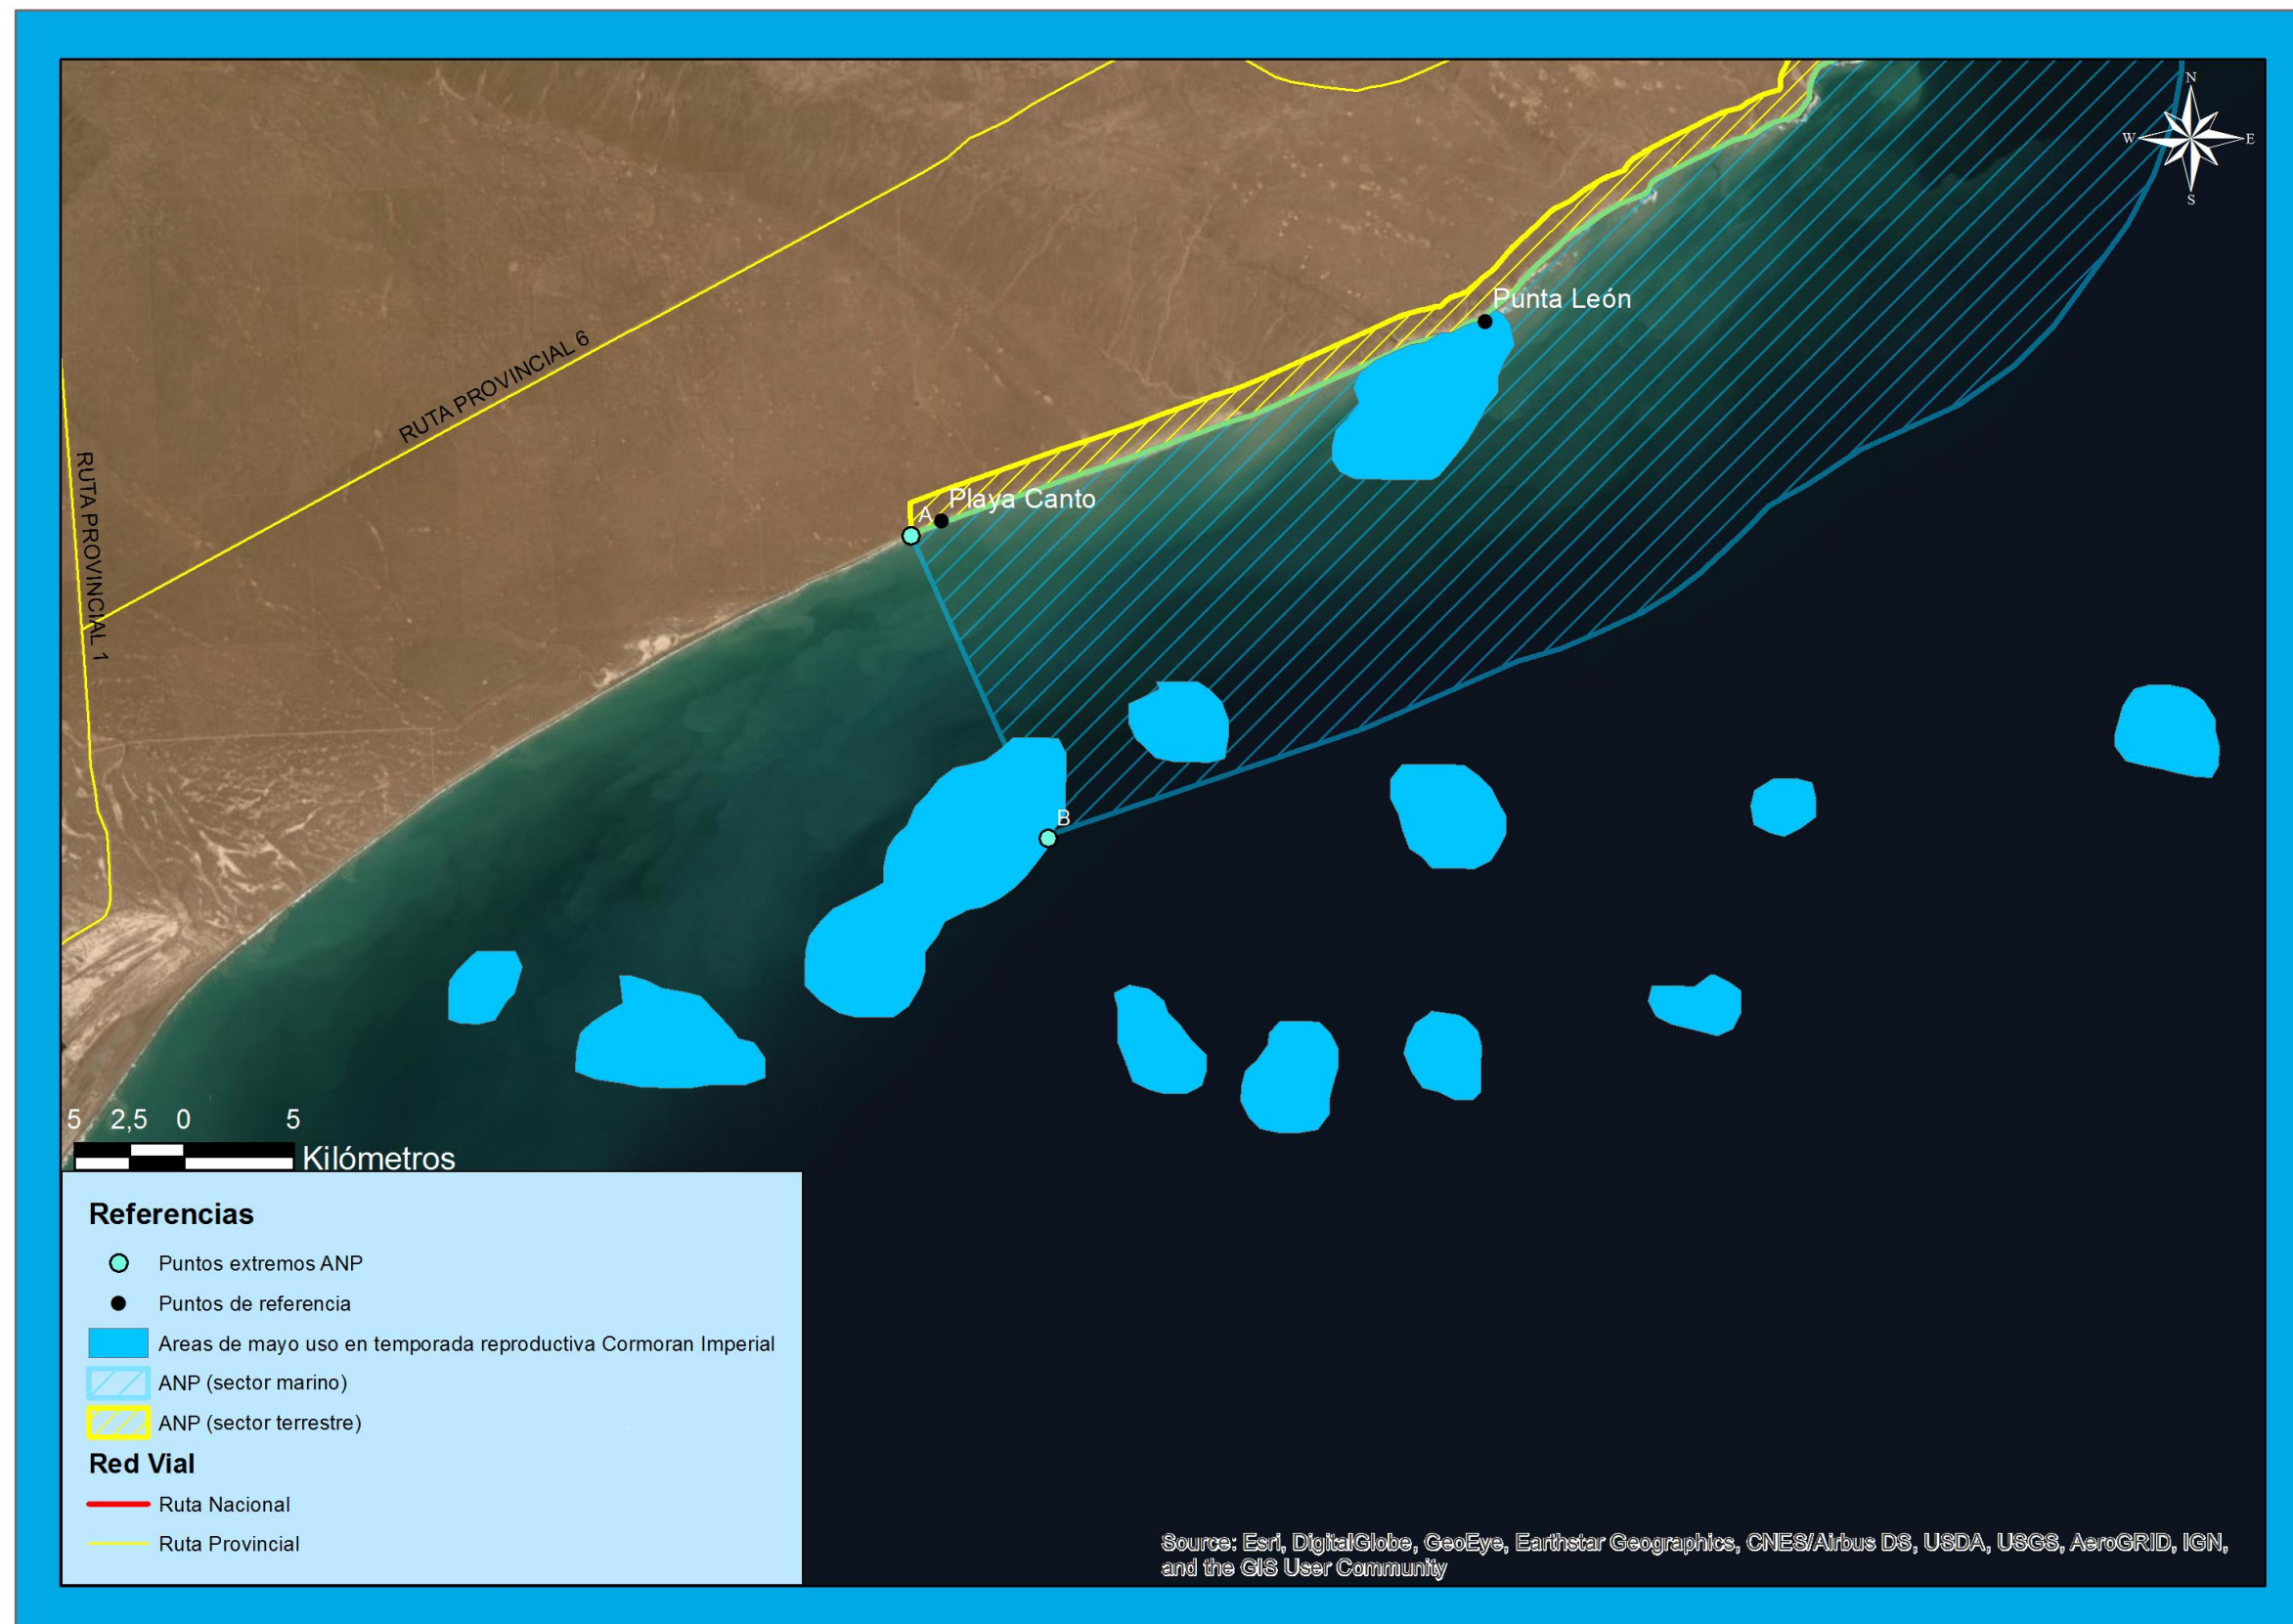 N
W
E
S
Punta León
RUTA PROVINCIAL 6
RUTA PROVINCIAL 1
A
Playa Canto
B
5 2,5 0 5
Kilómetros
Referencias
Puntos extremos ANP
Puntos de referencia
Areas de mayo uso en temporada reproductiva Cormoran Imperial
ANP (sector marino)
ANP (sector terrestre)
Red Vial
Ruta Nacional
Ruta Provincial
Source: Esri, DigitalGlobe, GeoEye, Earthstar Geographics, CNES/Airbus DS, USDA, USGS, AeroGRID, IGN,
and the GIS User Community